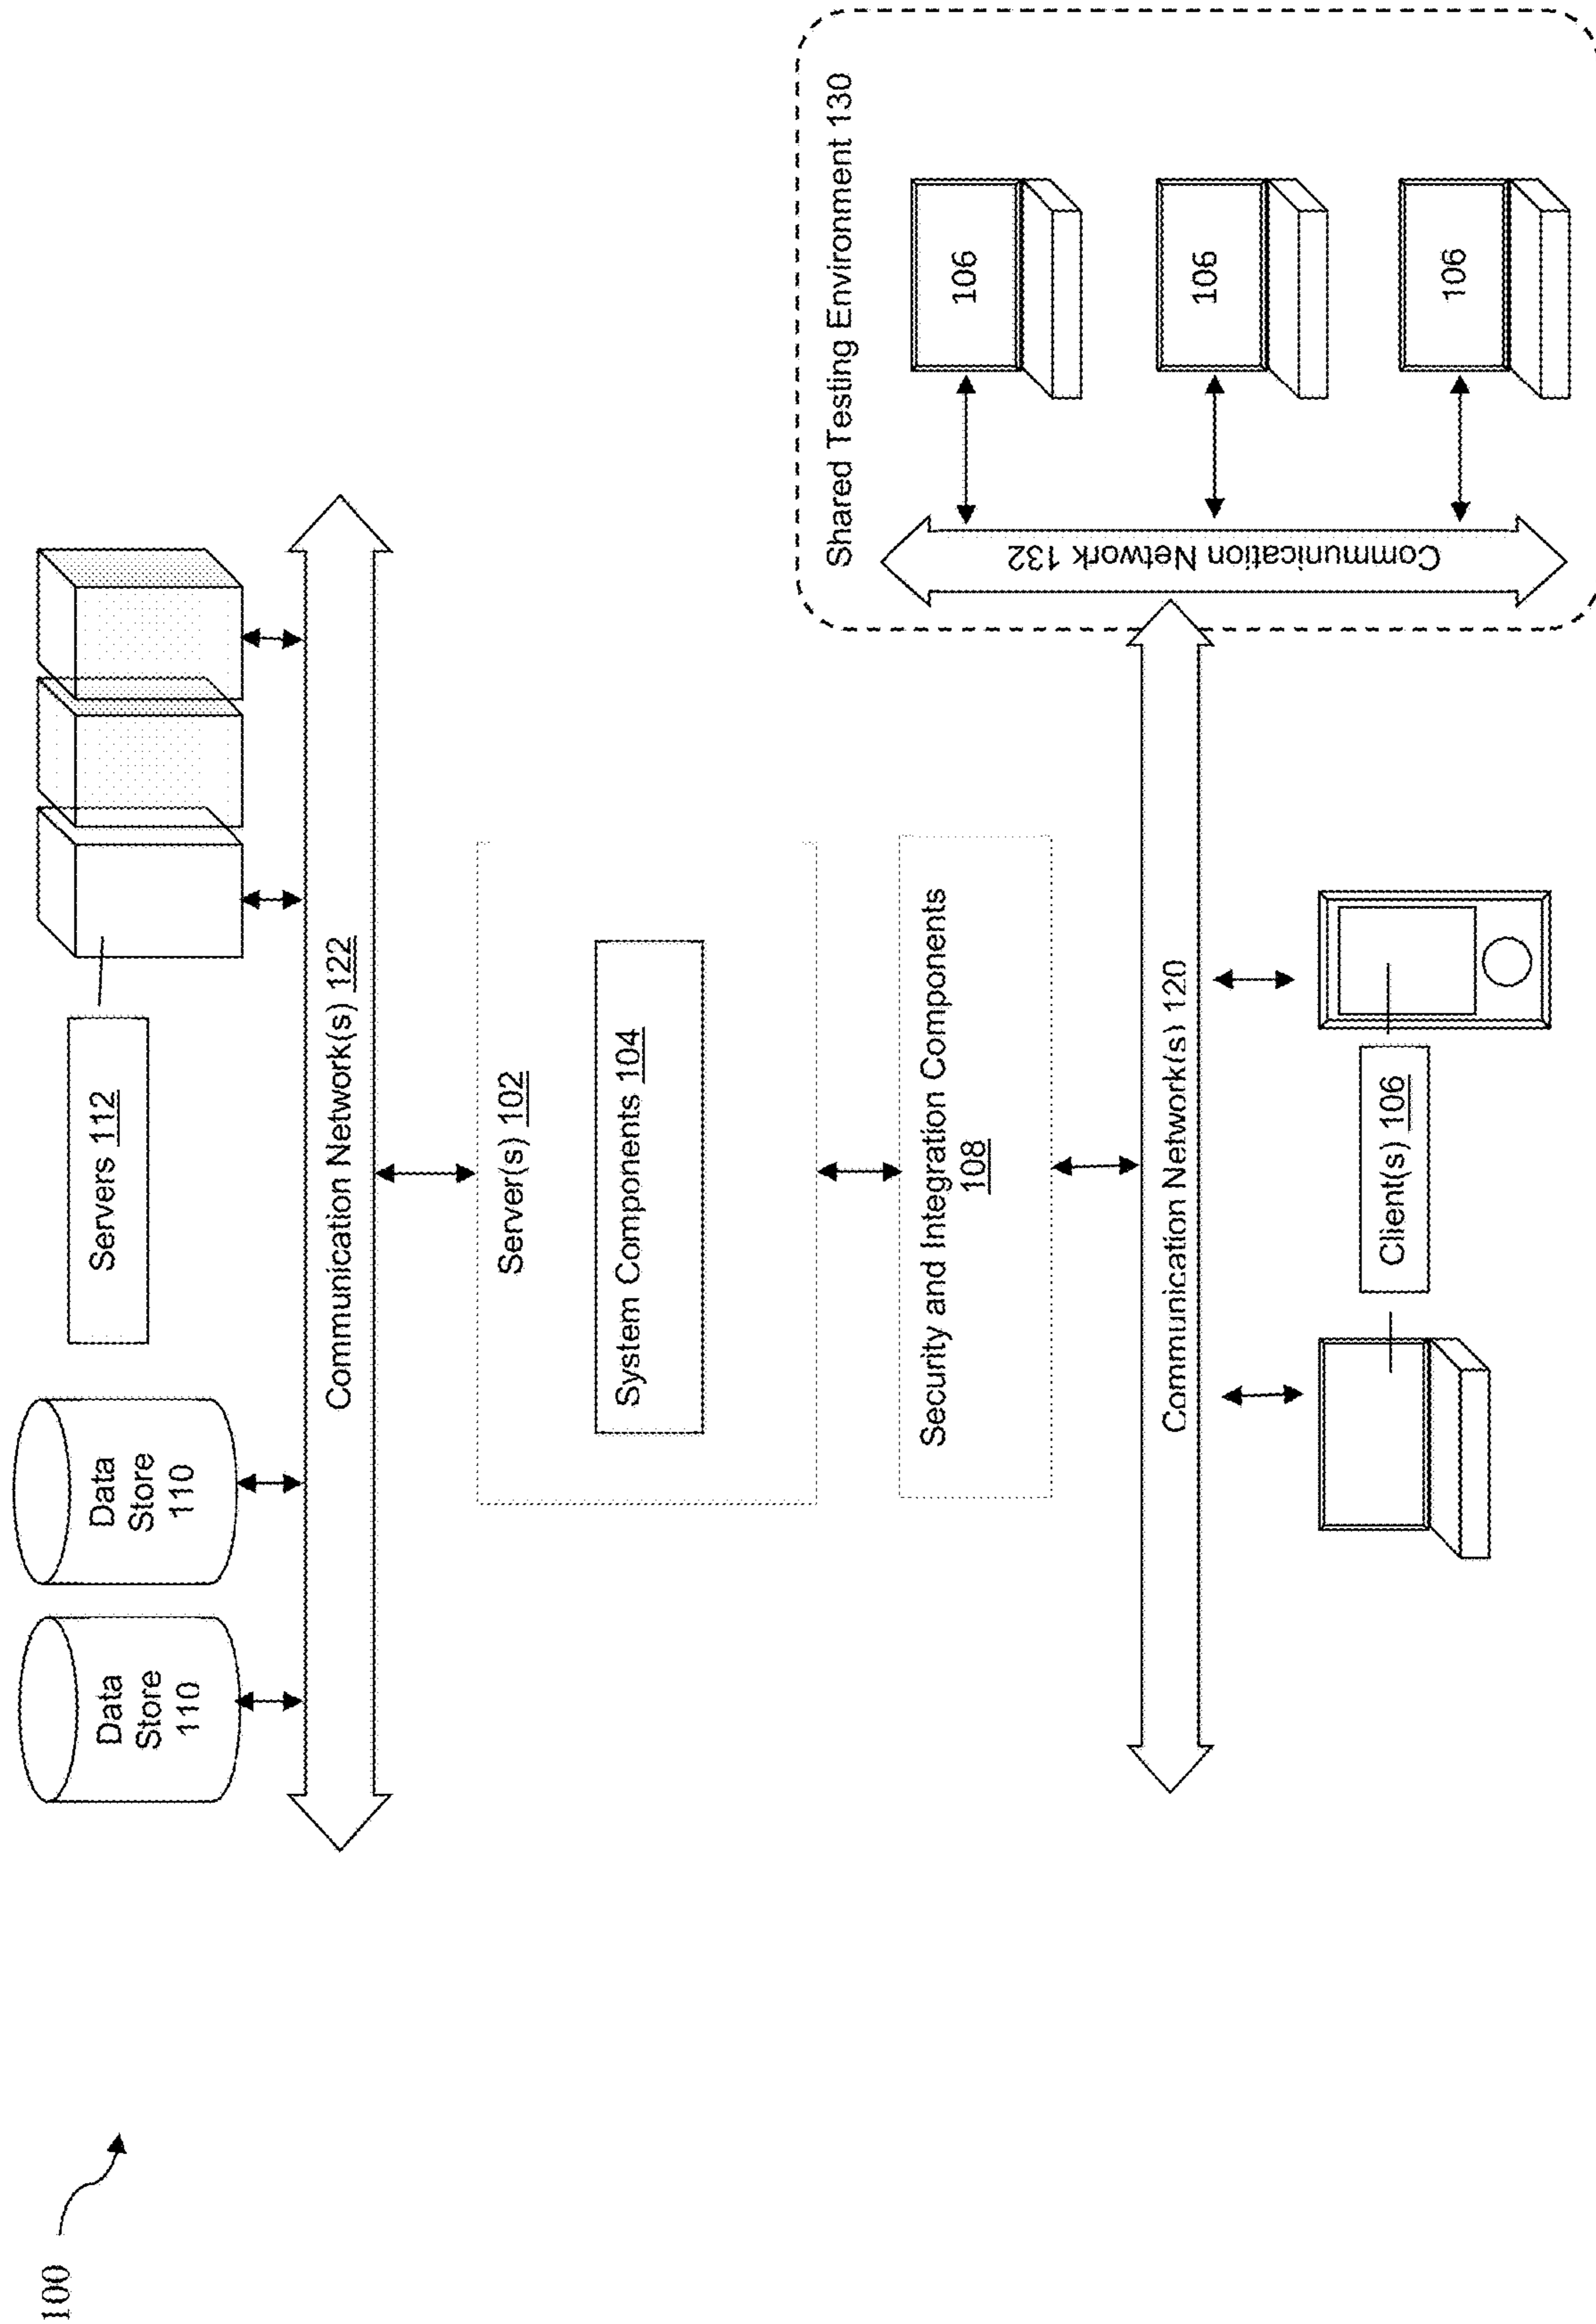 100
Data
Store
110
Data
Store
110
Servers 112
Communication Network(s) 122
Server(s) 102
System Components 104
Security and Integration Components
108
Communication Network(s) 120
Client(s) 106
Shared Testing Environment 130
Communication Network 132
106
106
106